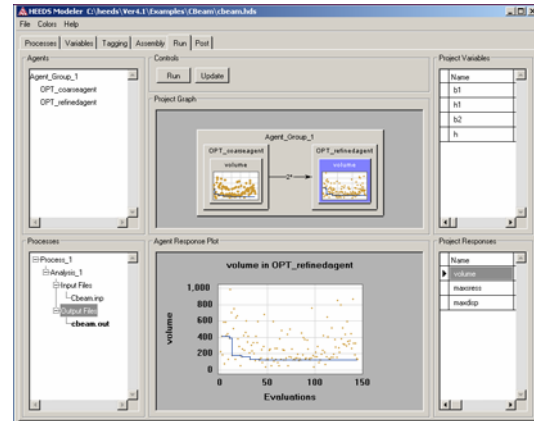 HEEDS Modeler C:\heeds\Ver4.1\Examples\CBeam\cbeam.hds
File Colors Help
Processes Variables Tagging Assembly Run Post
Agents
Agent_Group_1
OPT_coarseagent
OPT_refinedagent
Controls
Run Update
Project Graph
Agent_Group_1
OPT_coarseagent OPT_refinedagent
volume volume
Project Variables
Name
b1
h1
b2
h
Processes
Process_1
Analysis_1
Input Files
Cbeam.inp
Output Files
cbeam.out
Agent Response Plot
volume in OPT_refinedagent
volume
1,000
800
600
400
200
0
0 50 100 150
Evaluations
Project Responses
Name
volume
maxstress
maxdisp